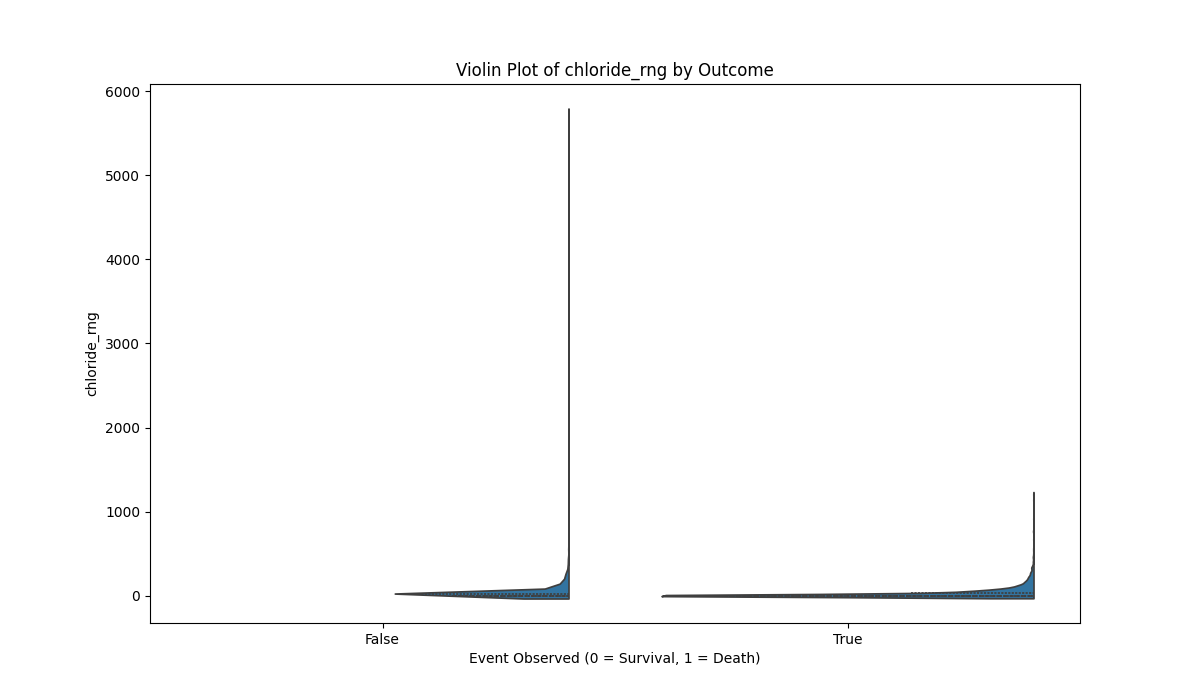 Violin Plot of chloride_rng by Outcome
6000
5000
4000
3000
2000
1000
0
chloride_rng
False
True
Event Observed (0 = Survival, 1 = Death)